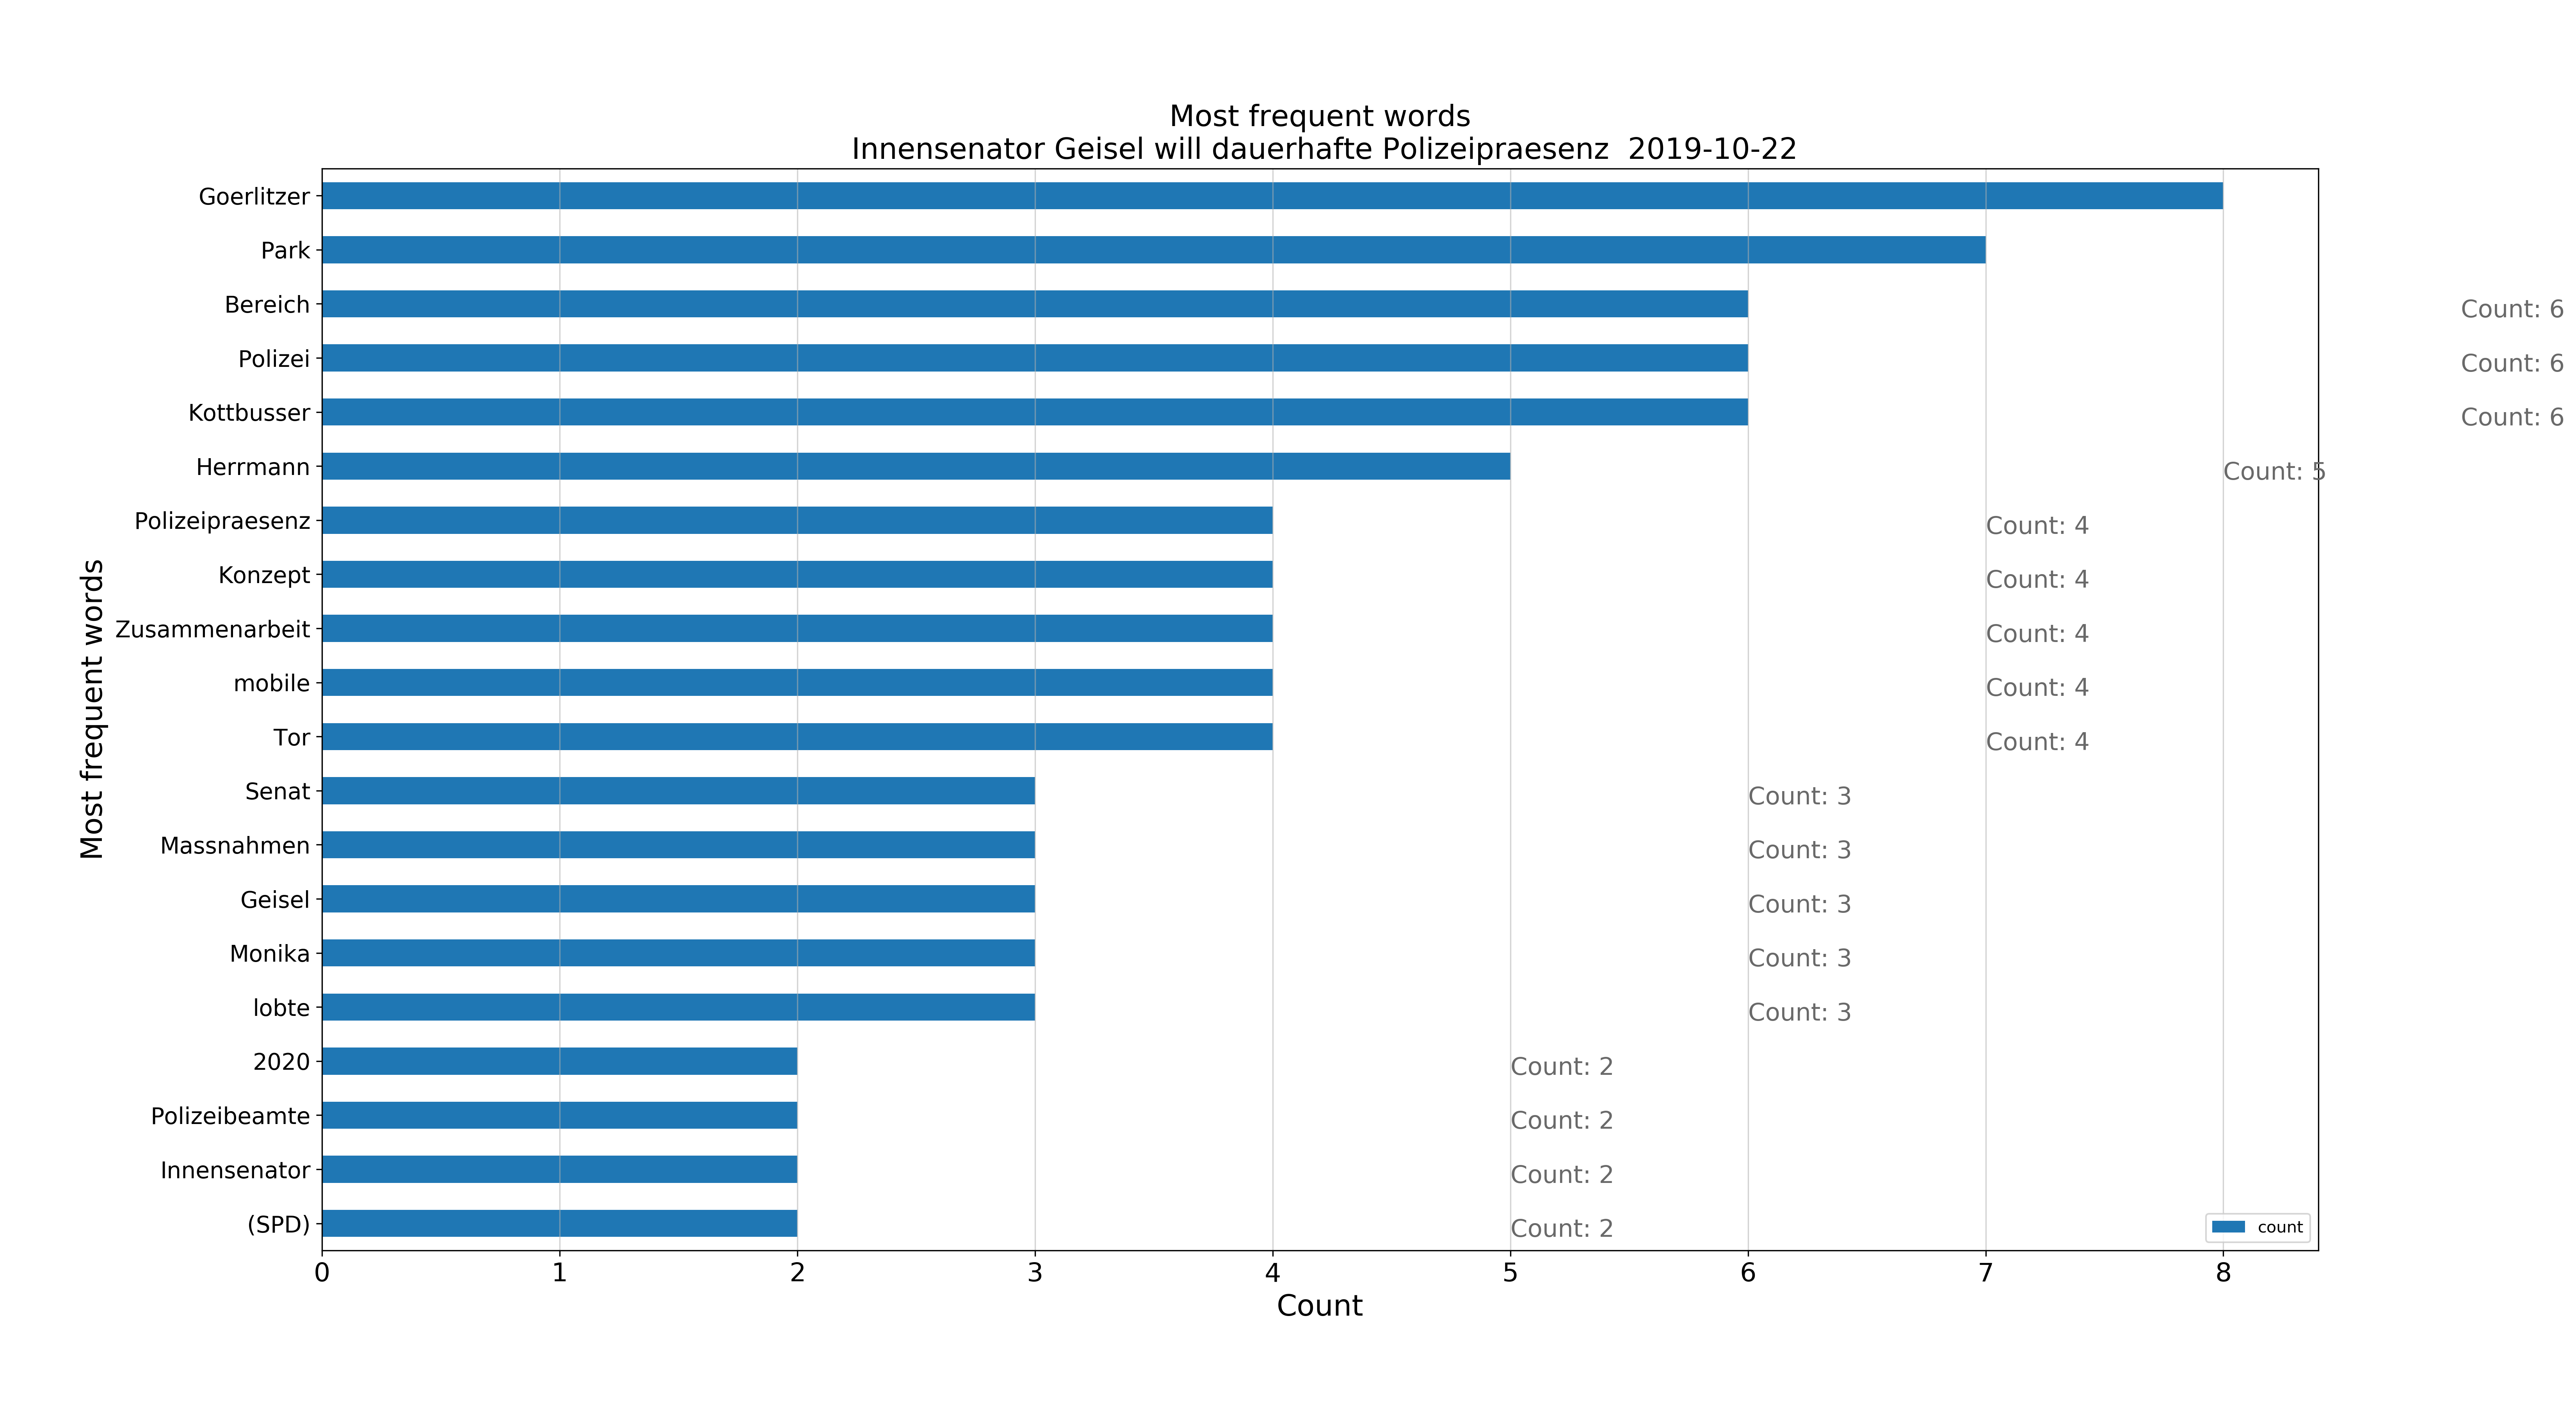 Most frequent words
Innensenator Geisel will dauerhafte Polizeipraesenz  2019-10-22
Goerlitzer
Park
Bereich Count: 6
Polizei Count: 6
Kottbusser Count: 6
Herrmann Count: 5
Polizeipraesenz Count: 4
Konzept Count: 4
Zusammenarbeit Count: 4
mobile Count: 4
Tor Count: 4
Senat Count: 3
Massnahmen Count: 3
Geisel Count: 3
Monika Count: 3
lobte Count: 3
2020 Count: 2
Polizeibeamte Count: 2
Innensenator Count: 2
(SPD) Count: 2
Most frequent words
count
0 1 2 3 4 5 6 7 8
Count